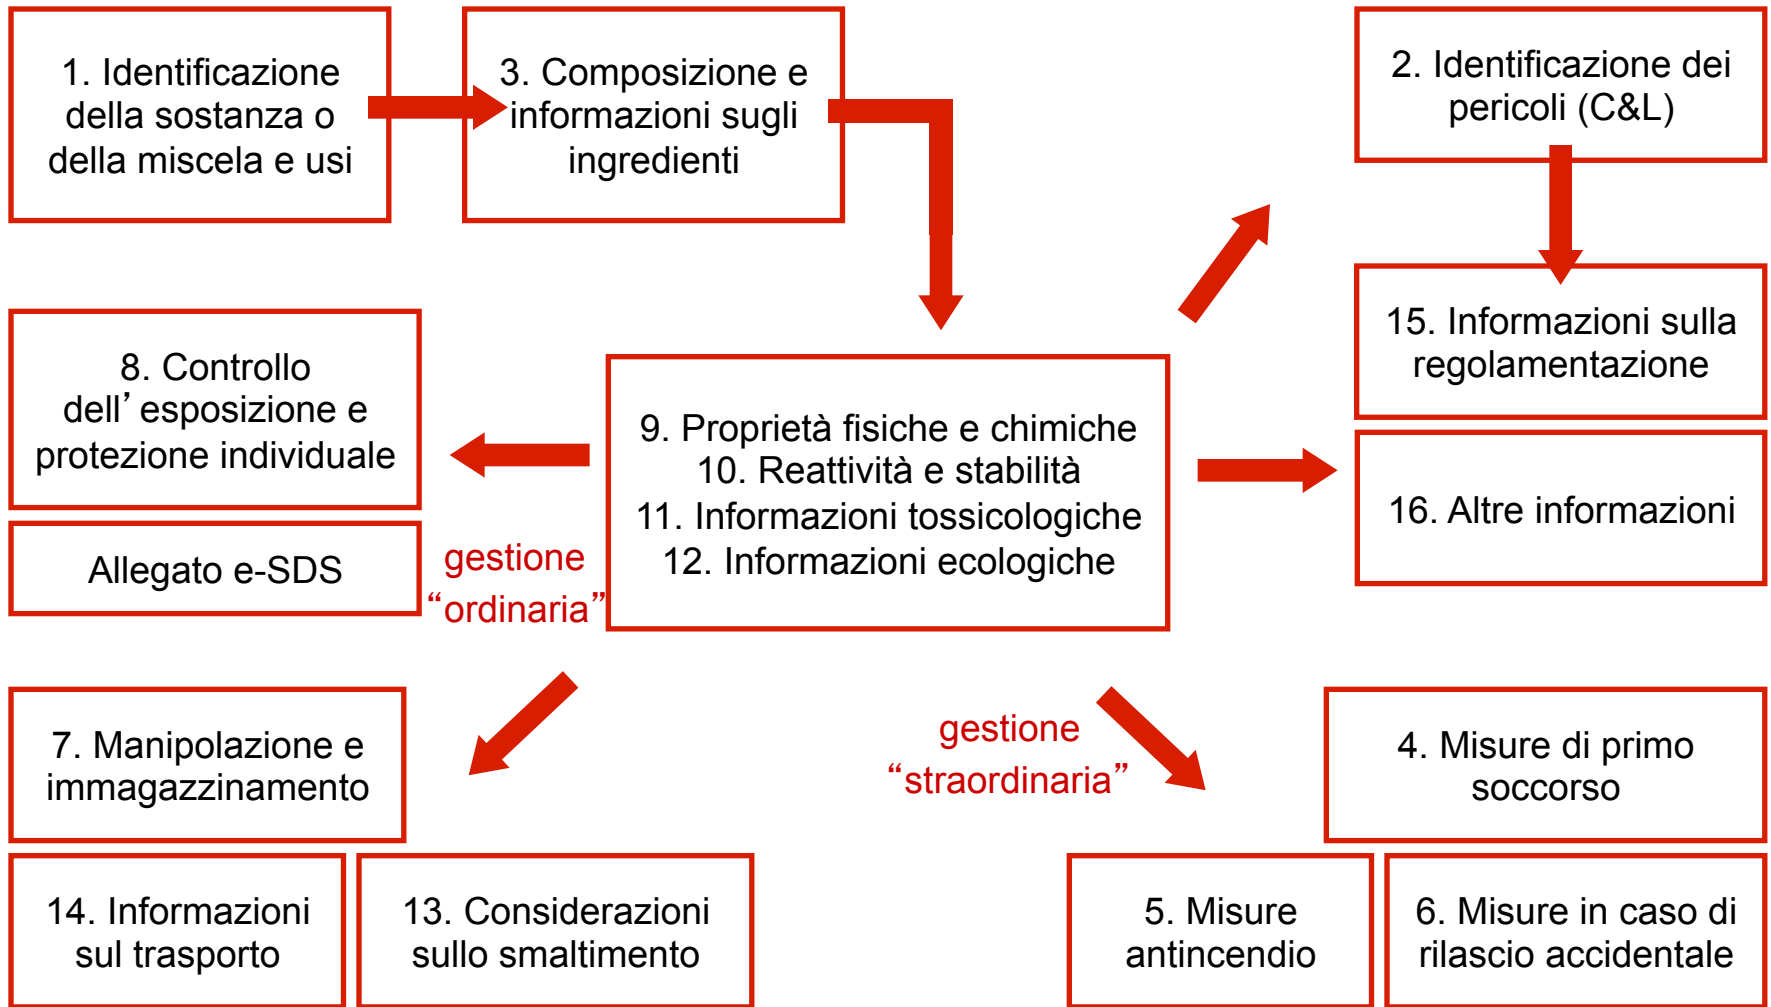 1. Identificazione
della sostanza o
della miscela e usi
3. Composizione e
informazioni sugli
ingredienti
2. Identificazione dei
pericoli (C&L)
8. Controllo
dell’ esposizione e
protezione individuale
Allegato e-SDS
gestione
“ordinaria”
9. Proprietà fisiche e chimiche
10. Reattività e stabilità
11. Informazioni tossicologiche
12. Informazioni ecologiche
15. Informazioni sulla
regolamentazione
16. Altre informazioni
7. Manipolazione e
immagazzinamento
14. Informazioni
sul trasporto
13. Considerazioni
sullo smaltimento
gestione
“straordinaria”
4. Misure di primo
soccorso
5. Misure
antincendio
6. Misure in caso di
rilascio accidentale